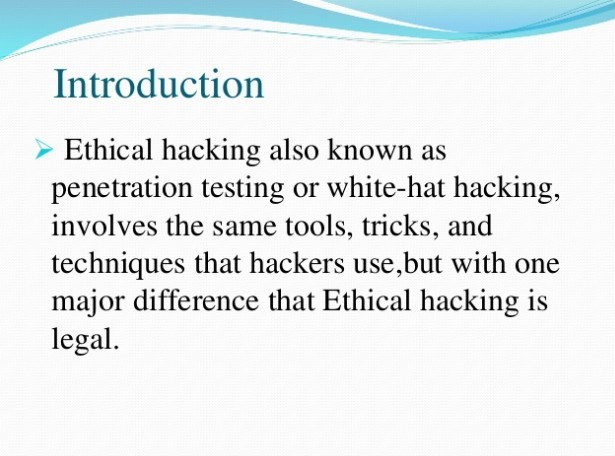 Introduction
Ethical hacking also known as
penetration testing or white-hat hacking,
involves the same tools, tricks, and
techniques that hackers use,but with one
major difference that Ethical hacking is
legal.